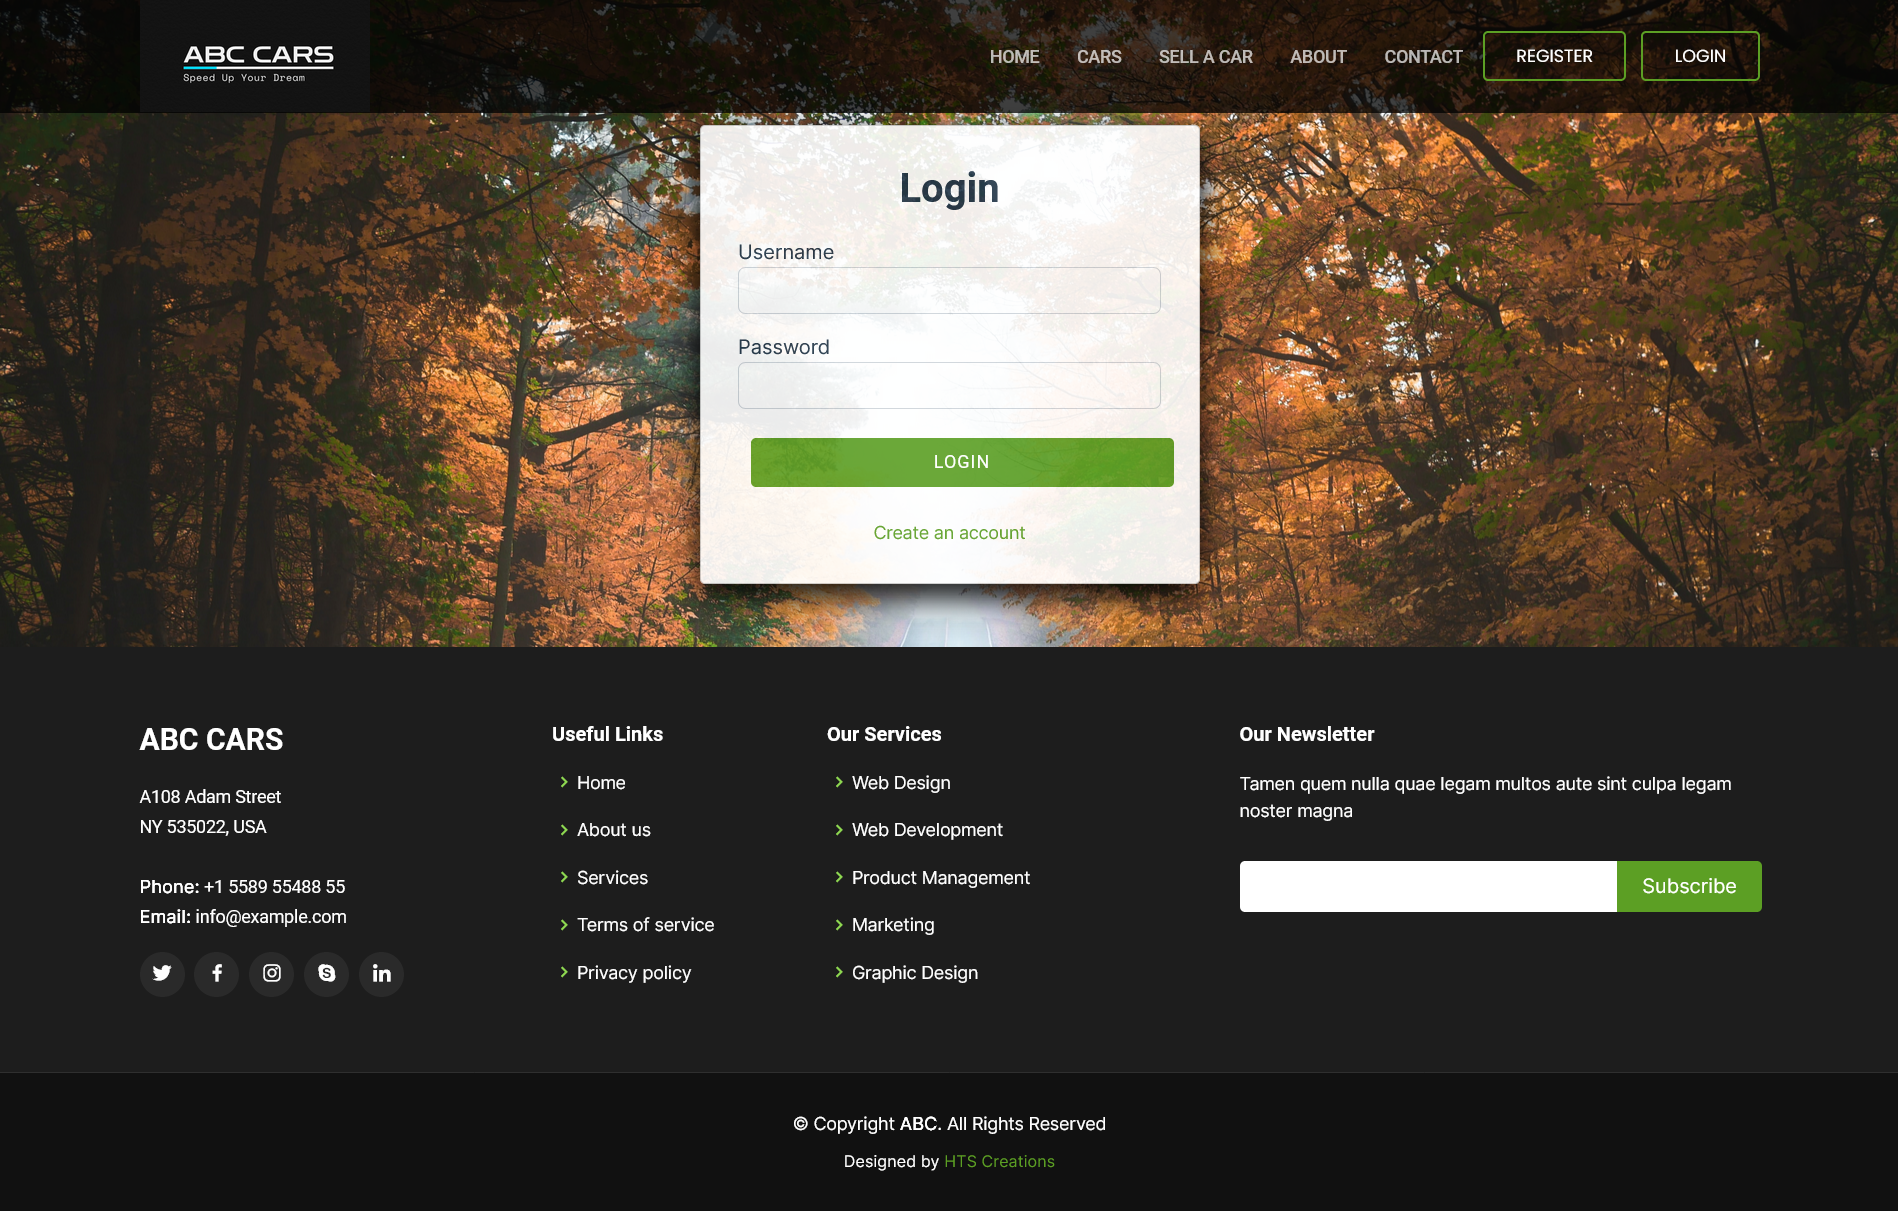 ABC CARS
Speed Up Your Dream
HOME CARS SELL A CAR ABOUT CONTACT REGISTER LOGIN
Login
Username
Password
LOGIN
Create an account
ABC CARS
A108 Adam Street
NY 535022, USA
Phone: +1 5589 55488 55
Email: info@example.com
Useful Links
Home
About us
Services
Terms of service
Privacy policy
Our Services
Web Design
Web Development
Product Management
Marketing
Graphic Design
Our Newsletter
Tamen quem nulla quae legam multos aute sint culpa legam
noster magna
Subscribe
© Copyright ABC. All Rights Reserved
Designed by HTS Creations